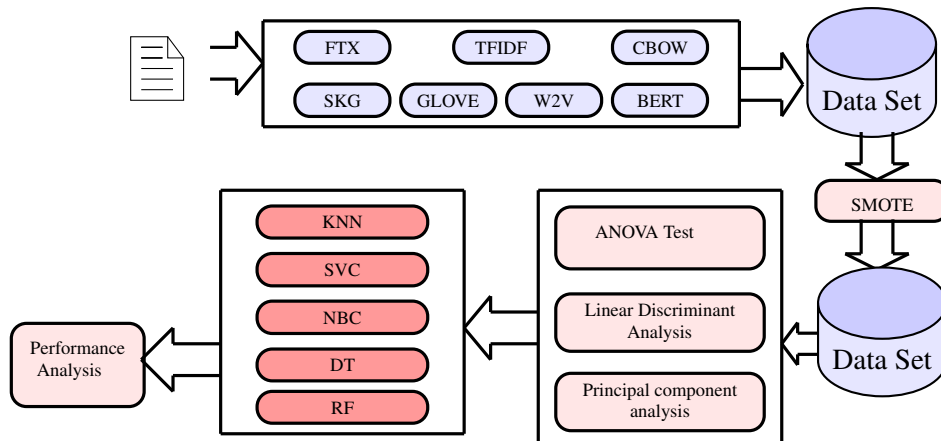 FTX
TFIDF
CBOW
SKG
GLOVE
W2V
BERT
Data Set
SMOTE
Data Set
ANOVA Test
Linear Discriminant
Analysis
Principal component
analysis
KNN
SVC
NBC
DT
RF
Performance
Analysis